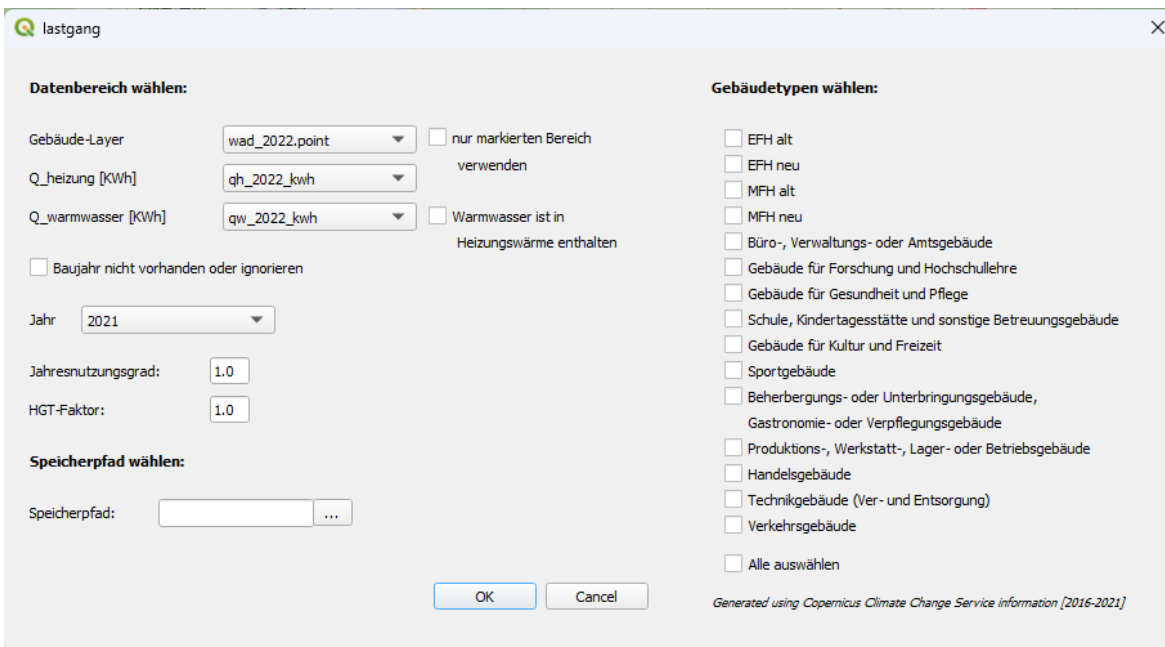 lastgang
Datenbereich wählen:
Gebäude-Layer
wad_2022.point
nur markierten Bereich
verwenden
Q_heizung [KWh]
qh_2022_kwh
Q_warmwasser [KWh]
qw_2022_kwh
Warmwasser ist in
Heizungswärme enthalten
Baujahr nicht vorhanden oder ignorieren
Jahr
2021
Jahresnutzungsgrad:
1.0
HGT-Faktor:
1.0
Speicherpfad wählen:
Speicherpfad:
...
OK
Cancel
Gebäudetypen wählen:
EFH alt
EFH neu
MFH alt
MFH neu
Büro-, Verwaltungs- oder Amtsgebäude
Gebäude für Forschung und Hochschullehre
Gebäude für Gesundheit und Pflege
Schule, Kindertagesstätte und sonstige Betreuungsgebäude
Gebäude für Kultur und Freizeit
Sportgebäude
Beherbergungs- oder Unterbringungsgebäude,
Gastronomie- oder Verpflegungsgebäude
Produktions-, Werkstatt-, Lager- oder Betriebsgebäude
Handelsgebäude
Technikgebäude (Ver- und Entsorgung)
Verkehrsgebäude
Alle auswählen
Generated using Copernicus Climate Change Service information [2016-2021]